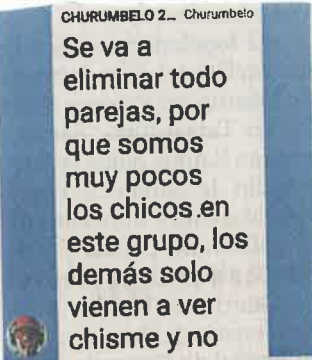 CHURUMBELO 2_ Churumbelo
Se va a
eliminar todo
parejas, por
que somos
muy pocos
los chicos.en
este grupo, los
demás solo
vienen a ver
chisme y no